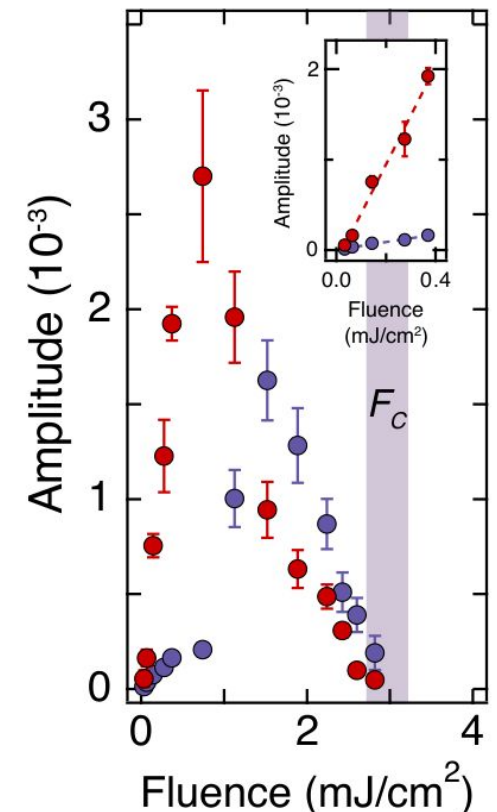 Amplitude (10⁻³)
3
2
1
0
0
2
4
Fluence (mJ/cm²)
Amplitude (10⁻³)
2
0
0.0
0.4
Fluence
(mJ/cm²)
F_C